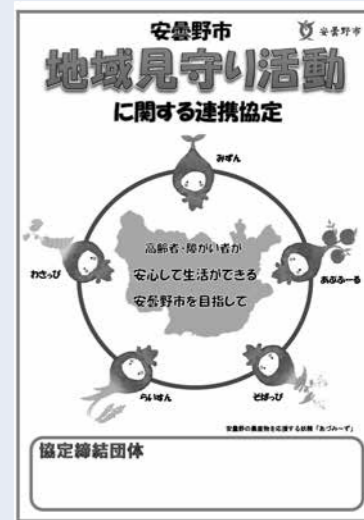 安曇野市
安曇野市
地域見守り活動
に関する連携協定
みずん
わさっぴ
あぷふーる
高齢者・障がい者が
安心して生活ができる
安曇野市を目指して
らいすん
そばっぴ
安曇野の農産物を応援する妖精「あづみーず」
協定締結団体